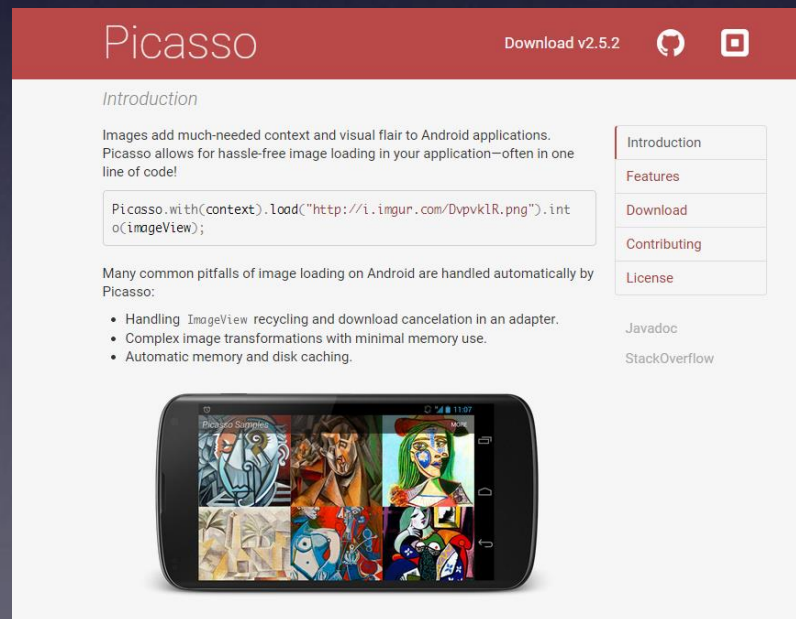 Picasso
Download v2.5.2
Introduction
Images add much-needed context and visual flair to Android applications.
Picasso allows for hassle-free image loading in your application—often in one
line of code!
Picasso.with(context).load("http://i.imgur.com/DvpvklR.png").int
o(imageView);
Many common pitfalls of image loading on Android are handled automatically by
Picasso:
• Handling ImageView recycling and download cancelation in an adapter.
• Complex image transformations with minimal memory use.
• Automatic memory and disk caching.
Introduction
Features
Download
Contributing
License
Javadoc
StackOverflow
11:07
Picasso Samples
MORE